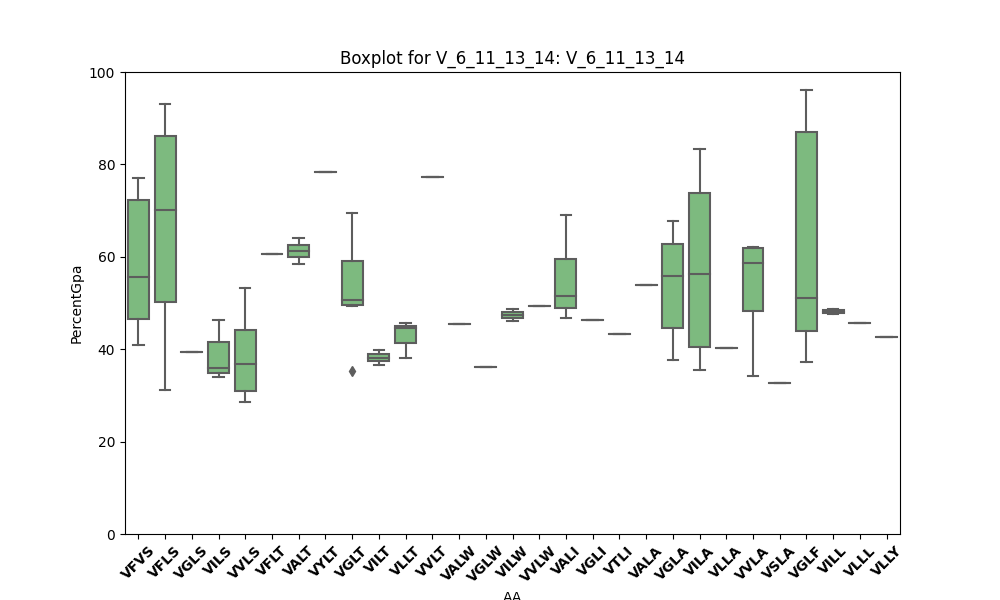 Boxplot for V_6_11_13_14: V_6_11_13_14
100
80
60
40
20
0
PercentGpa
VFVS VFLS VGLS VILS VVLS VFLT VALT VYLT VGLT VILT VLLT VVLT VALW VGLW VILW VVLW VALI VGLI VTLI VALA VGLA VILA VLLA VVLA VSLA VGLF VILL VLLL VLLY
AA